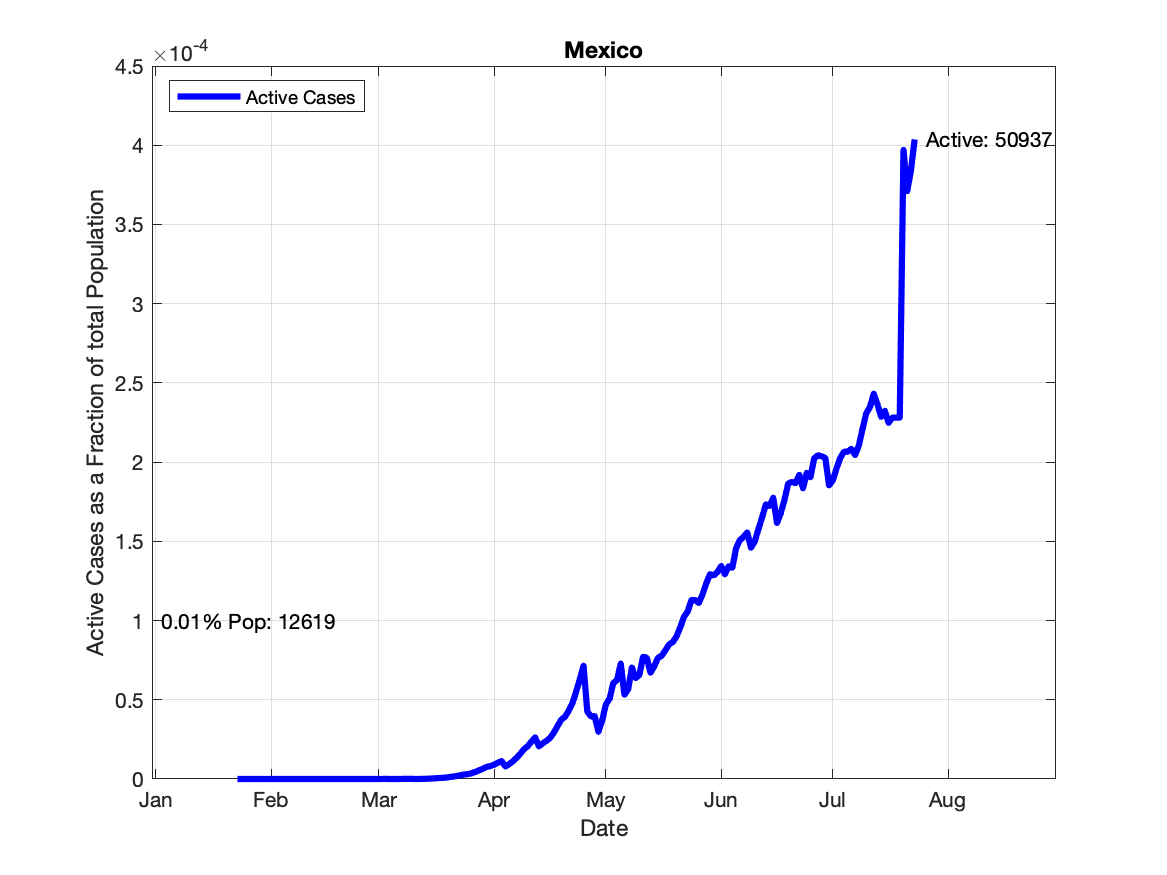 Mexico
×10-4
Active Cases
Active: 50937
0.01% Pop: 12619
4.5
4
3.5
3
2.5
2
1.5
1
0.5
0
Active Cases as a Fraction of total Population
Jan Feb Mar Apr May Jun Jul Aug
Date